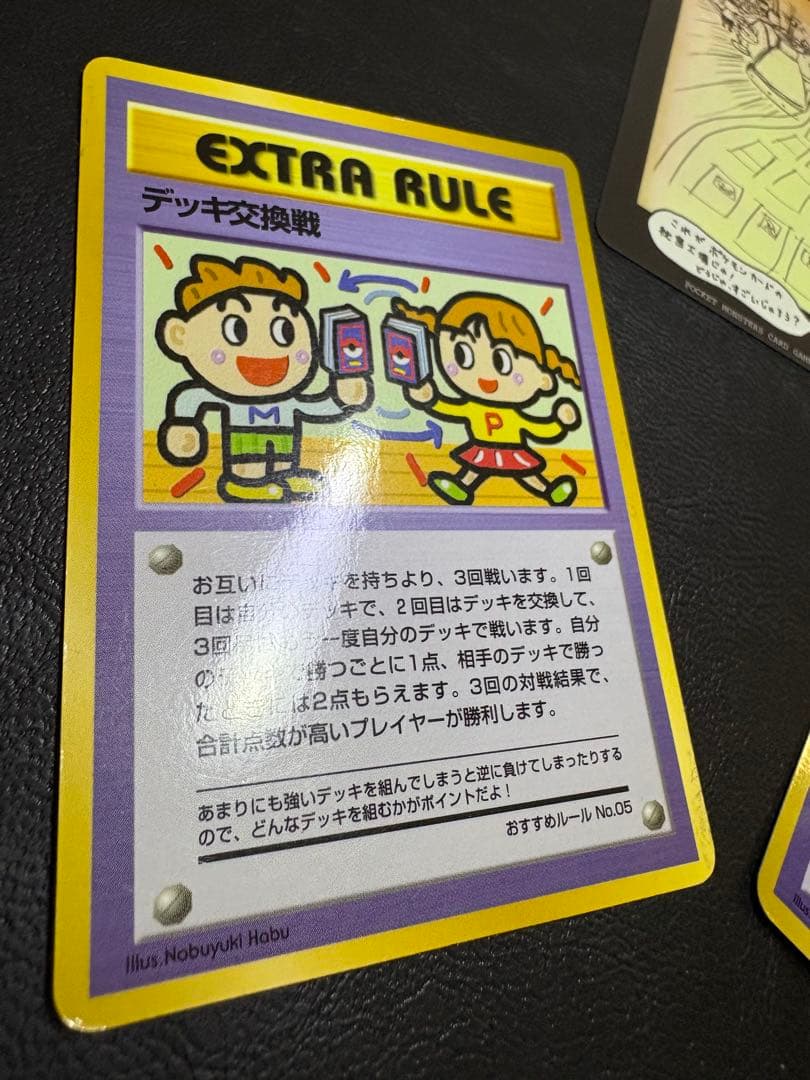 EXTRA RULE
デッキ交換戦
M
P
お互いに キを持ちより、3回戦います。1回
目は デッキで、2回目はデッキを交換して、
3回 一度自分のデッキで戦います。自分
の 勝つごとに1点、相手のデッキで勝っ
た には2点もらえます。3回の対戦結果で、
合計点数が高いプレイヤーが勝利します。
あまりにも強いデッキを組んでしまうと逆に負けてしまったりする
ので、どんなデッキを組むかがポイントだよ！
おすすめルール No.05
Illus.Nobuyuki Habu
POCKET MONSTERS CARD GAM
Illus